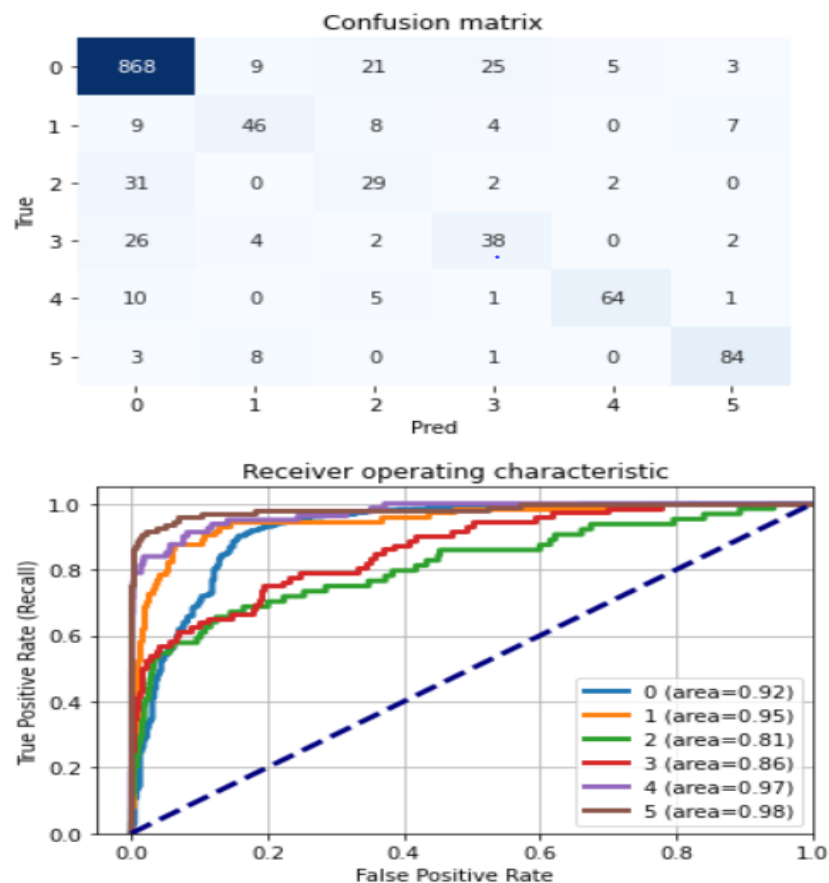 Confusion matrix
0 868 9 21 25 5 3
1 9 46 8 4 0 7
2 31 0 29 2 2 0
True
3 26 4 2 38 0 2
4 10 0 5 1 64 1
5 3 8 0 1 0 84
0 1 2 3 4 5
Pred
Receiver operating characteristic
1.0
0.8
0.6
0.4
0.2
0.0
True Positive Rate (Recall)
0 (area=0.92)
1 (area=0.95)
2 (area=0.81)
3 (area=0.86)
4 (area=0.97)
5 (area=0.98)
0.0 0.2 0.4 0.6 0.8 1.0
False Positive Rate